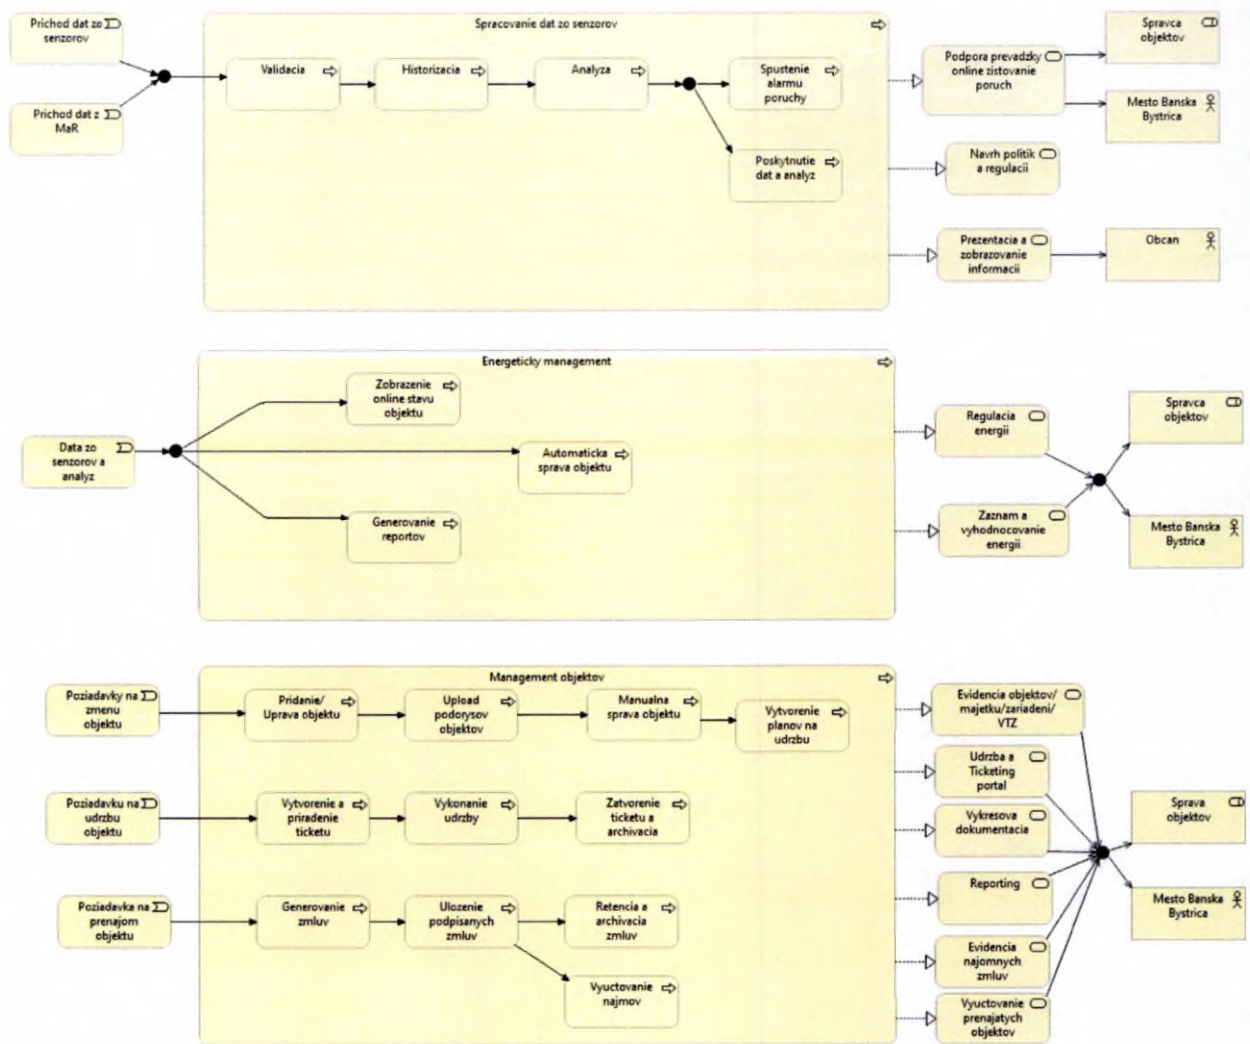 Prichod dat zo
senzorov
Prichod dat z
MaR
Spracovanie dat zo senzorov
Validacia
Historizacia
Analyza
Spustenie
alarmu
poruchy
Poskytnutie
dat a analyz
Podpora prevadzky
online zistovanie
poruch
Navrh politik
a regulacii
Prezentacia a
zobrazovanie
informacii
Spravca
objektov
Mesto Banska
Bystrica
Obcan
Energeticky management
Data zo
senzorov a
analyz
Zobrazenie
online stavu
objektu
Automaticka
sprava objektu
Generovanie
reportov
Regulacia
energii
Zaznam a
vyhodnocovanie
energii
Spravca
objektov
Mesto Banska
Bystrica
Management objektov
Poziadavky na
zmenu
objektu
Pridanie/
Uprava objektu
Upload
podorysov
objektov
Manualna
sprava objektu
Vytvorenie
planov na
udrzbu
Poziadavku na
udrzbu
objektu
Vytvorenie a
priradenie
ticketu
Vykonanie
udrzby
Zatvorenie
ticketu a
archivacia
Poziadavka na
prenajom
objektu
Generovanie
zmluv
Ulozenie
podpisanych
zmluv
Retencia a
archivacia
zmluv
Vyuctovanie
najmov
Evidencia objektov/
majetku/zariadeni/
VTZ
Udrzba a
Ticketing
portal
Vykresova
dokumentacia
Reporting
Evidencia
najomnych
zmluv
Vyuctovanie
prenajatych
objektov
Sprava
objektov
Mesto Banska
Bystrica